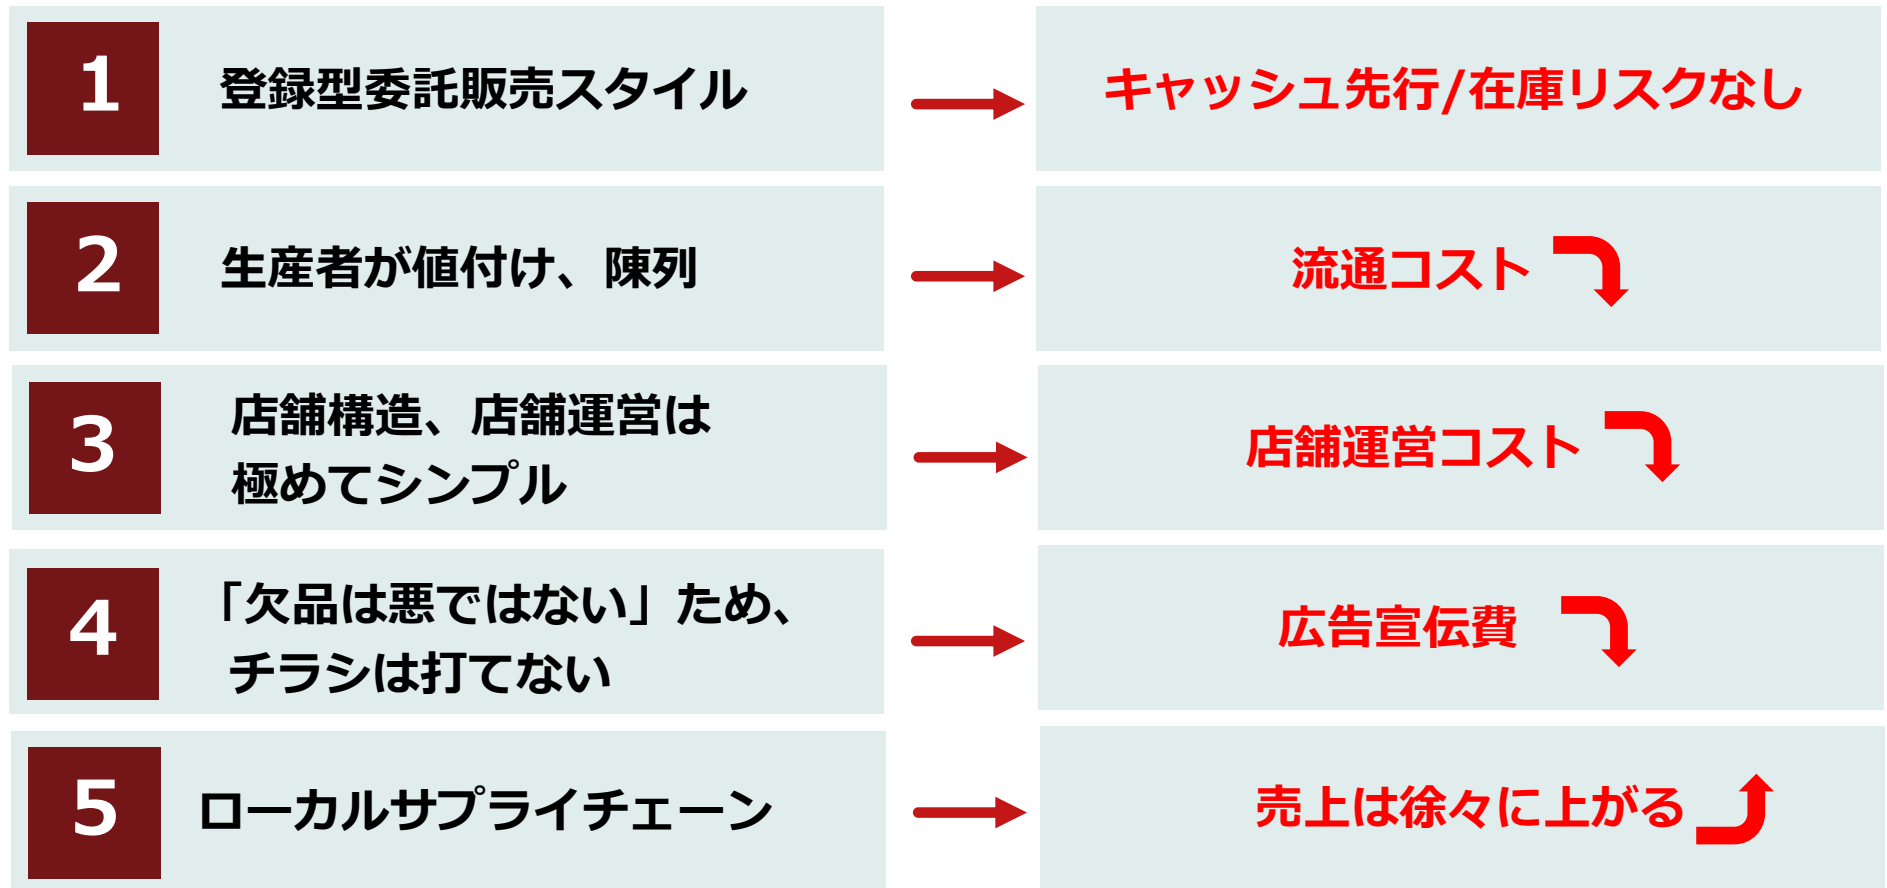 1
登録型委託販売スタイル
キャッシュ先行/在庫リスクなし
2
生産者が値付け、陳列
流通コスト
3
店舗構造、店舗運営は
極めてシンプル
店舗運営コスト
4
「欠品は悪ではない」ため、
チラシは打てない
広告宣伝費
5
ローカルサプライチェーン
売上は徐々に上がる